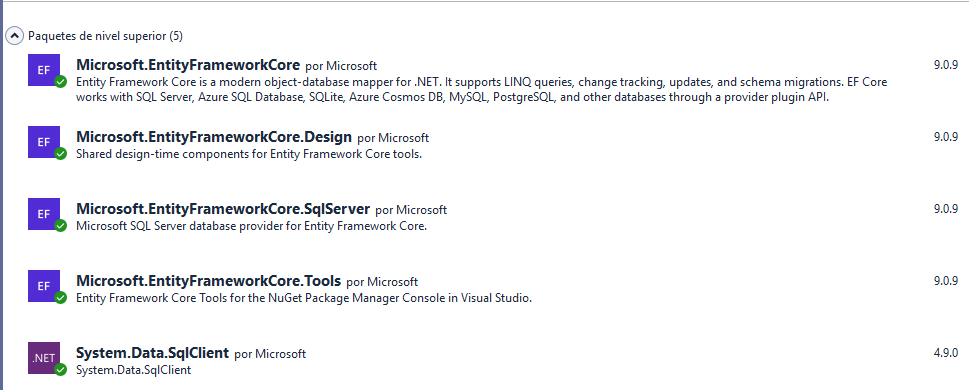 Paquetes de nivel superior (5)
EF Microsoft.EntityFrameworkCore por Microsoft 9.0.9
Entity Framework Core is a modern object-database mapper for .NET. It supports LINQ queries, change tracking, updates, and schema migrations. EF Core
works with SQL Server, Azure SQL Database, SQLite, Azure Cosmos DB, MySQL, PostgreSQL, and other databases through a provider plugin API.
EF Microsoft.EntityFrameworkCore.Design por Microsoft 9.0.9
Shared design-time components for Entity Framework Core tools.
EF Microsoft.EntityFrameworkCore.SqlServer por Microsoft 9.0.9
Microsoft SQL Server database provider for Entity Framework Core.
EF Microsoft.EntityFrameworkCore.Tools por Microsoft 9.0.9
Entity Framework Core Tools for the NuGet Package Manager Console in Visual Studio.
.NET System.Data.SqlClient por Microsoft 4.9.0
System.Data.SqlClient